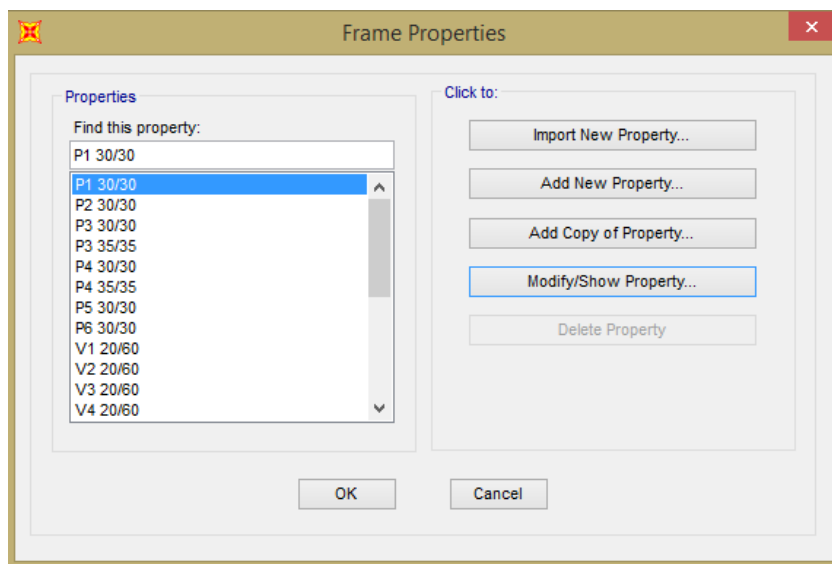 Frame Properties
Properties
Find this property:
P1 30/30
P1 30/30
P2 30/30
P3 30/30
P3 35/35
P4 30/30
P4 35/35
P5 30/30
P6 30/30
V1 20/60
V2 20/60
V3 20/60
V4 20/60
Click to:
Import New Property...
Add New Property...
Add Copy of Property...
Modify/Show Property...
Delete Property
OK
Cancel